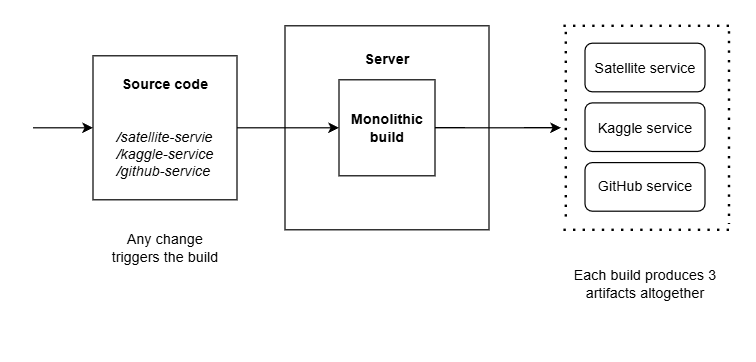 Source code
/satellite-servie
/kaggle-service
/github-service
Any change
triggers the build
Server
Monolithic
build
Satellite service
Kaggle service
GitHub service
Each build produces 3
artifacts altogether